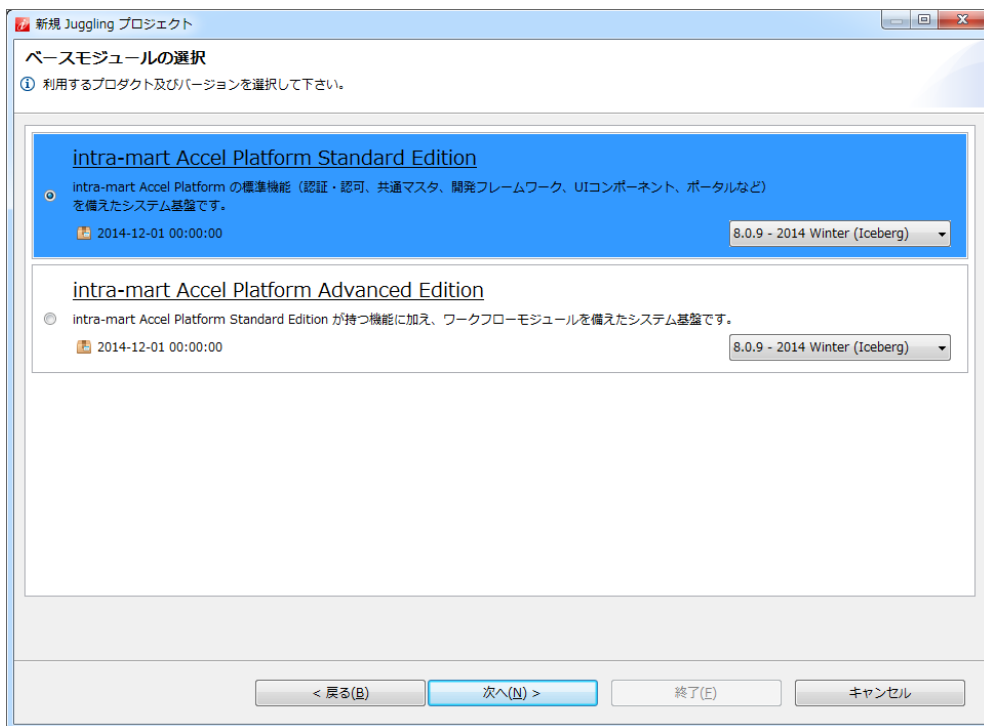 新規 Juggling プロジェクト
ベースモジュールの選択
利用するプロダクト及びバージョンを選択して下さい。
intra-mart Accel Platform Standard Edition
intra-mart Accel Platform の標準機能（認証・認可、共通マスタ、開発フレームワーク、UIコンポーネント、ポータルなど）
を備えたシステム基盤です。
2014-12-01 00:00:00
8.0.9 - 2014 Winter (Iceberg)
intra-mart Accel Platform Advanced Edition
intra-mart Accel Platform Standard Edition が持つ機能に加え、ワークフローモジュールを備えたシステム基盤です。
2014-12-01 00:00:00
8.0.9 - 2014 Winter (Iceberg)
< 戻る(B)
次へ(N) >
終了(F)
キャンセル